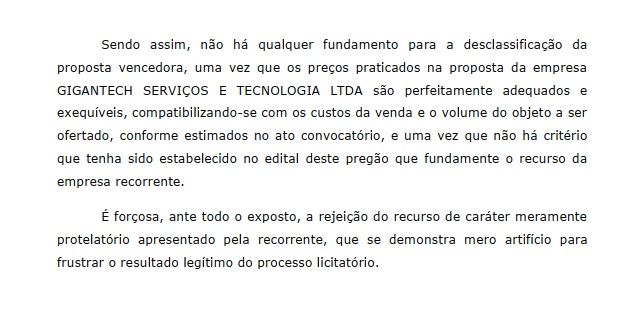 Sendo assim, não há qualquer fundamento para a desclassificação da
proposta vencedora, uma vez que os preços praticados na proposta da empresa
GIGANTECH SERVIÇOS E TECNOLOGIA LTDA são perfeitamente adequados e
exequíveis, compatibilizando-se com os custos da venda e o volume do objeto a ser
ofertado, conforme estimados no ato convocatório, e uma vez que não há critério
que tenha sido estabelecido no edital deste pregão que fundamente o recurso da
empresa recorrente.
É forçosa, ante todo o exposto, a rejeição do recurso de caráter meramente
protelatório apresentado pela recorrente, que se demonstra mero artifício para
frustrar o resultado legítimo do processo licitatório.